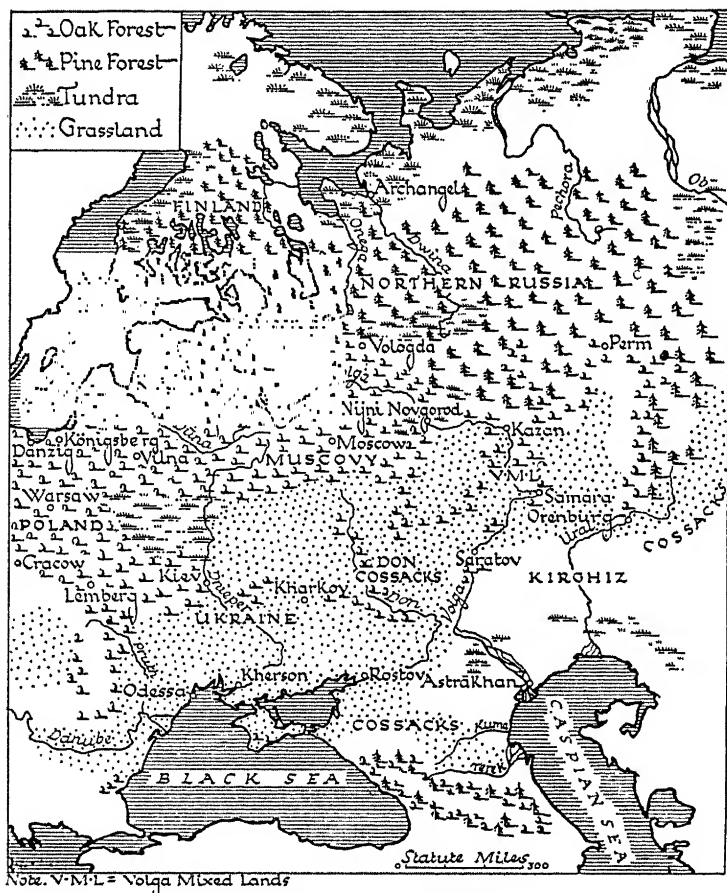 Oak Forest
Pine Forest
Tundra
Grassland
Ob
Pechora
Archangel
FINLAND
Onega
Dwina
NORTHERN RUSSIA
Vologda
Perm
Nijni Novgorod
Kazan
Königsberg
Düna
Moscow
Danzig
Vilna
MUSCOVY
V·M·L·
Warsaw
Samara
Orenburg
POLAND
Ural
COSSACKS
Cracow
DON
COSSACKS
Saratov
Kiev
KIRGHIZ
Lemberg
Dnieper
Kharkov
Don
Volga
UKRAINE
Pruth
Kherson
Rostov
Astrakhan
Odessa
COSSACKS
Kuma
Danube
Terek
CASPIAN SEA
BLACK SEA
Statute Miles 300
Note. V·M·L = Volga Mixed Lands